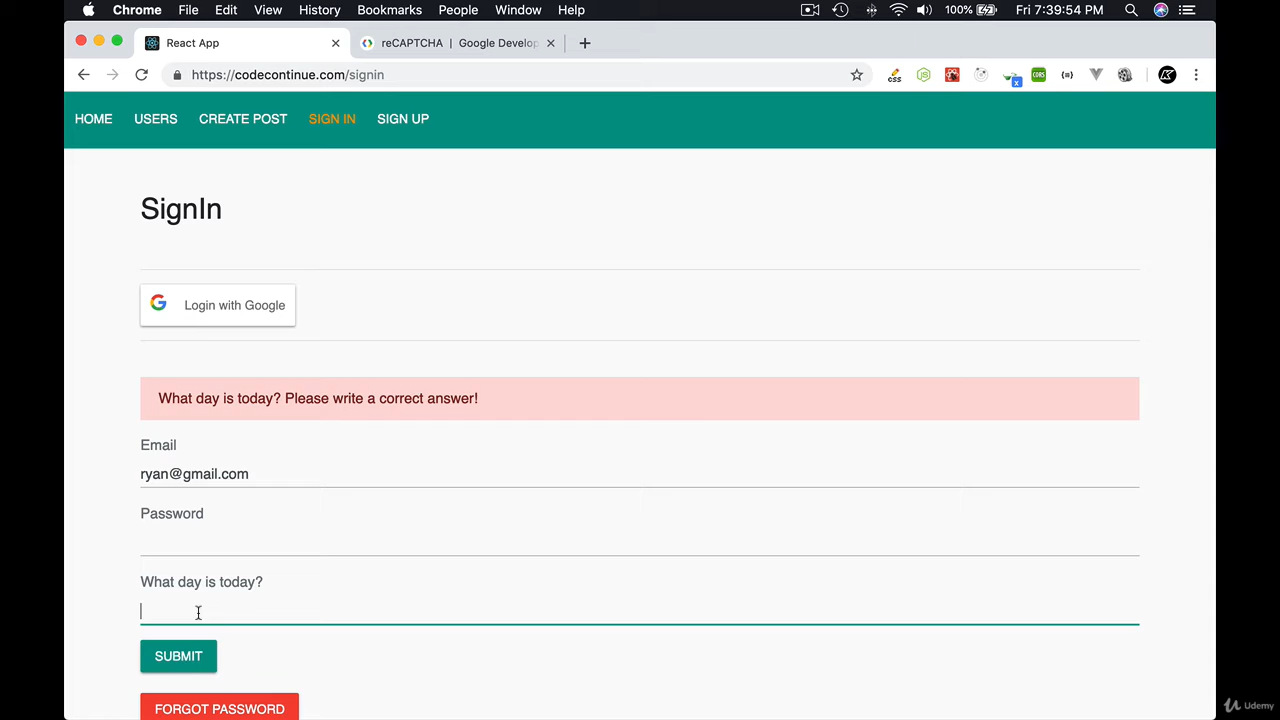 Chrome File Edit View History Bookmarks People Window Help 100% Fri 7:39:54 PM
React App reCAPTCHA | Google Develop
https://codecontinue.com/signin css CORS
HOME USERS CREATE POST SIGN IN SIGN UP
SignIn
Login with Google
What day is today? Please write a correct answer!
Email
ryan@gmail.com
Password
What day is today?
SUBMIT
FORGOT PASSWORD
Udemy